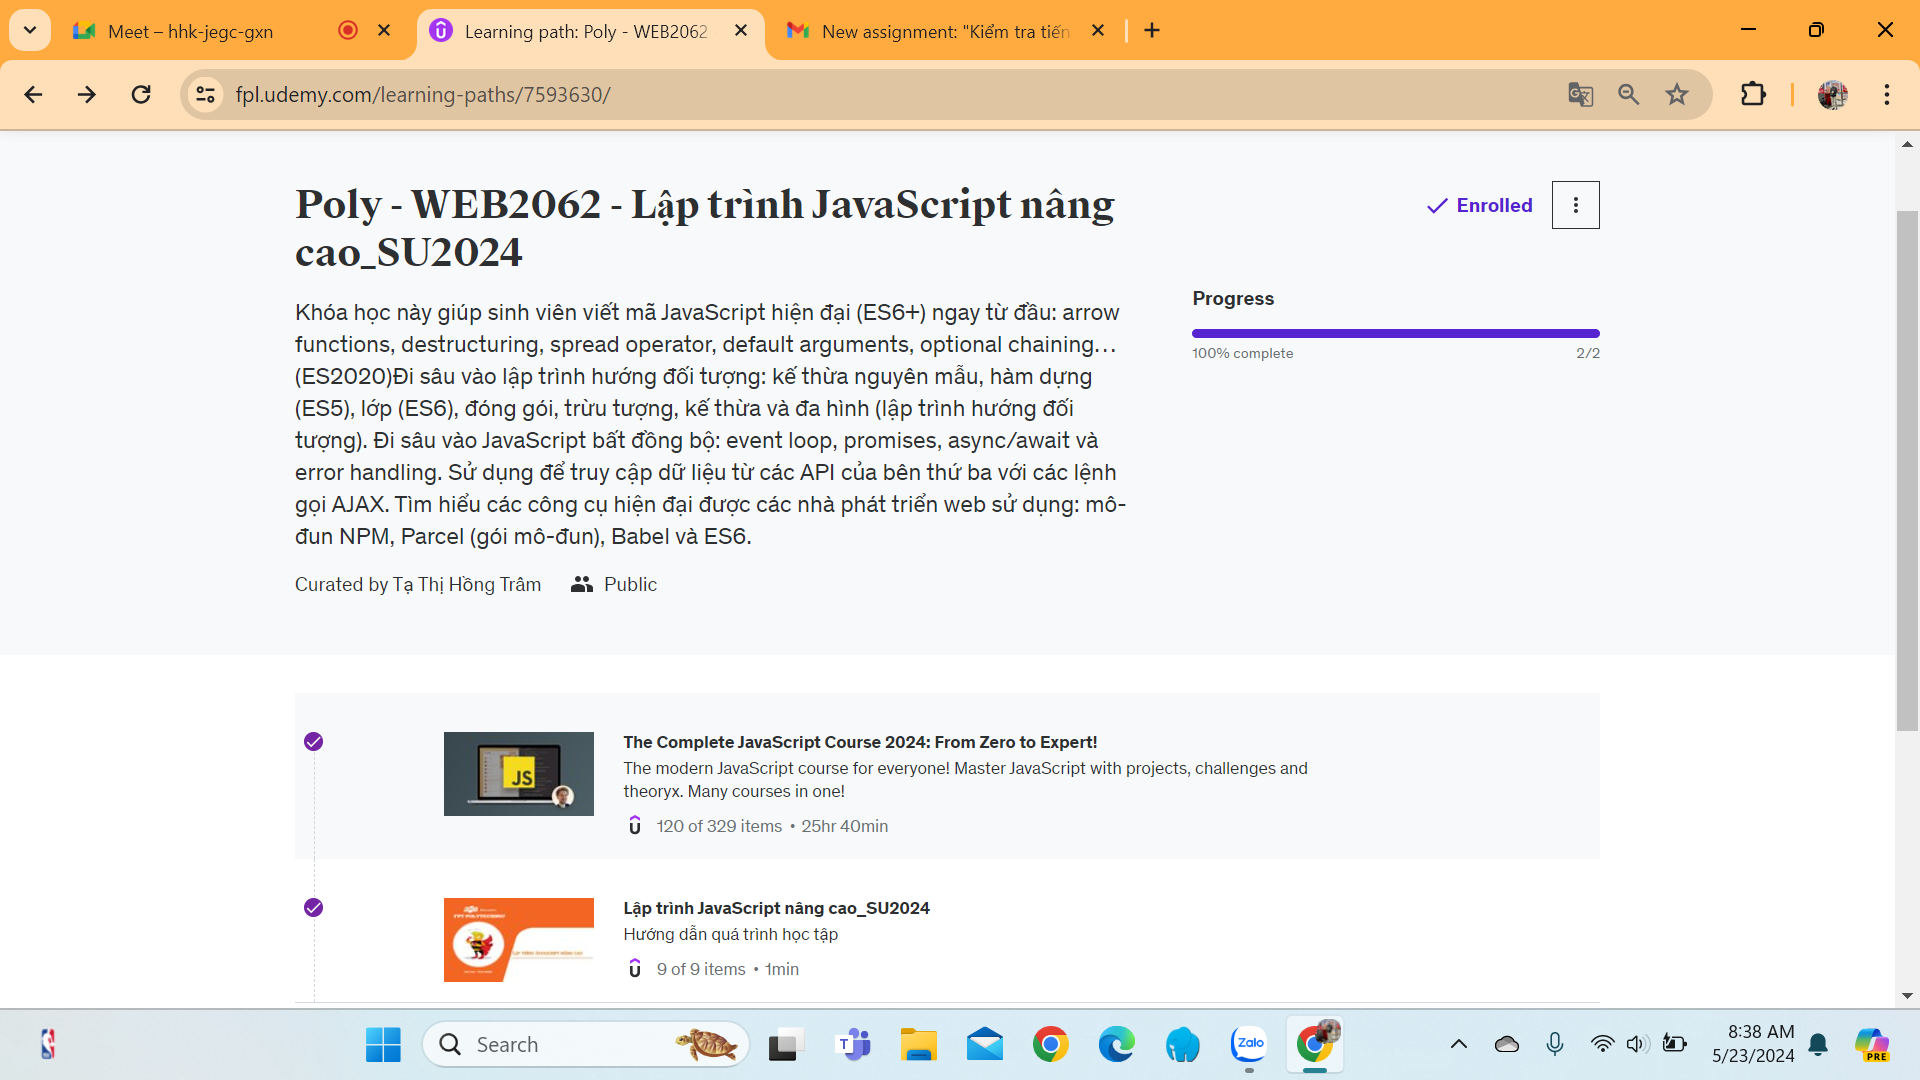 Meet – hhk-jegc-gxn
Learning path: Poly - WEB2062
New assignment: "Kiểm tra tiến
fpl.udemy.com/learning-paths/7593630/
Poly - WEB2062 - Lập trình JavaScript nâng
cao_SU2024
Enrolled
Khóa học này giúp sinh viên viết mã JavaScript hiện đại (ES6+) ngay từ đầu: arrow
functions, destructuring, spread operator, default arguments, optional chaining…
(ES2020)Đi sâu vào lập trình hướng đối tượng: kế thừa nguyên mẫu, hàm dựng
(ES5), lớp (ES6), đóng gói, trừu tượng, kế thừa và đa hình (lập trình hướng đối
tượng). Đi sâu vào JavaScript bất đồng bộ: event loop, promises, async/await và
error handling. Sử dụng để truy cập dữ liệu từ các API của bên thứ ba với các lệnh
gọi AJAX. Tìm hiểu các công cụ hiện đại được các nhà phát triển web sử dụng: mô-
đun NPM, Parcel (gói mô-đun), Babel và ES6.
Progress
100% complete 2/2
Curated by Tạ Thị Hồng Trâm Public
JS
The Complete JavaScript Course 2024: From Zero to Expert!
The modern JavaScript course for everyone! Master JavaScript with projects, challenges and
theoryx. Many courses in one!
120 of 329 items • 25hr 40min
FPT POLYTECHNIC
LẬP TRÌNH JAVASCRIPT NÂNG CAO
Lập trình JavaScript nâng cao_SU2024
Hướng dẫn quá trình học tập
9 of 9 items • 1min
Search
T
Zalo
8:38 AM
5/23/2024
PRE